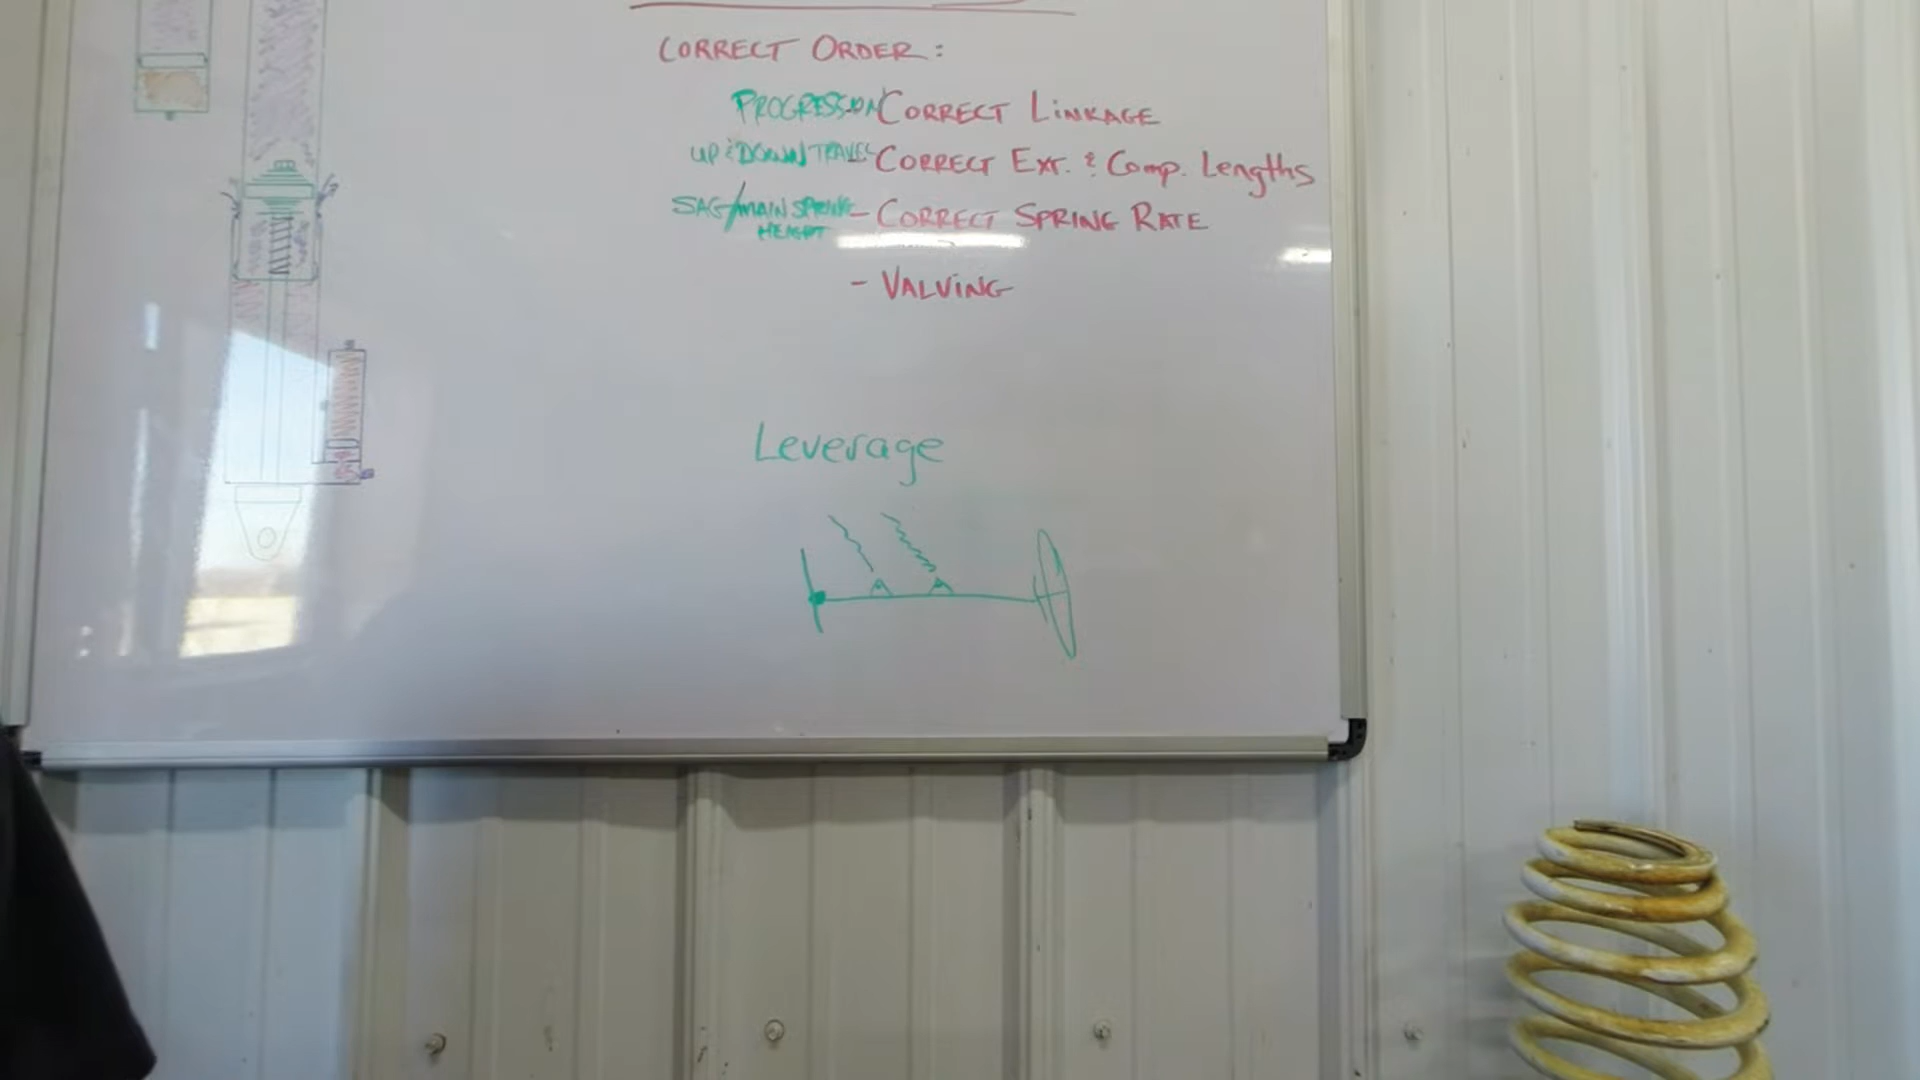 CORRECT ORDER:
PROGRESSION CORRECT LINKAGE
UP & DOWN TRAVEL - CORRECT EXT. & Comp. Lengths
SAG/MAIN SPRING HEIGHT - CORRECT SPRING RATE
- VALVING
Leverage